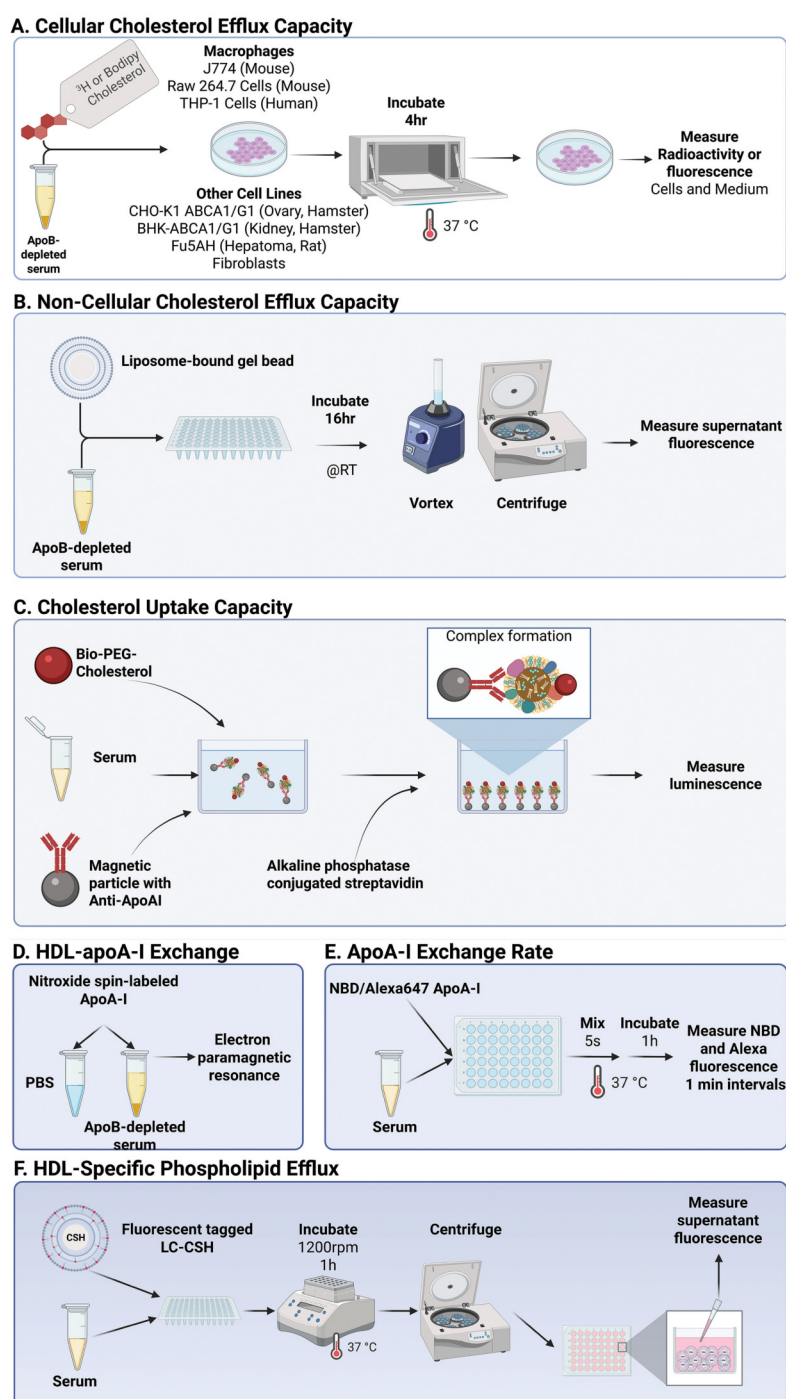 A. Cellular Cholesterol Efflux Capacity
³H or Bodipy
Cholesterol
ApoB-
depleted
serum
Macrophages
J774 (Mouse)
Raw 264.7 Cells (Mouse)
THP-1 Cells (Human)
Other Cell Lines
CHO-K1 ABCA1/G1 (Ovary, Hamster)
BHK-ABCA1/G1 (Kidney, Hamster)
Fu5AH (Hepatoma, Rat)
Fibroblasts
Incubate
4hr
37 °C
Measure
Radioactivity or
fluorescence
Cells and Medium
B. Non-Cellular Cholesterol Efflux Capacity
Liposome-bound gel bead
ApoB-depleted
serum
Incubate
16hr
@RT
Vortex
Centrifuge
Measure supernatant
fluorescence
C. Cholesterol Uptake Capacity
Bio-PEG-
Cholesterol
Serum
Magnetic
particle with
Anti-ApoAI
Alkaline phosphatase
conjugated streptavidin
Complex formation
Measure
luminescence
D. HDL-apoA-I Exchange
Nitroxide spin-labeled
ApoA-I
PBS
ApoB-depleted
serum
Electron
paramagnetic
resonance
E. ApoA-I Exchange Rate
NBD/Alexa647 ApoA-I
Serum
Mix
5s
Incubate
1h
37 °C
Measure NBD
and Alexa
fluorescence
1 min intervals
F. HDL-Specific Phospholipid Efflux
CSH
Fluorescent tagged
LC-CSH
Serum
Incubate
1200rpm
1h
37 °C
Centrifuge
Measure
supernatant
fluorescence